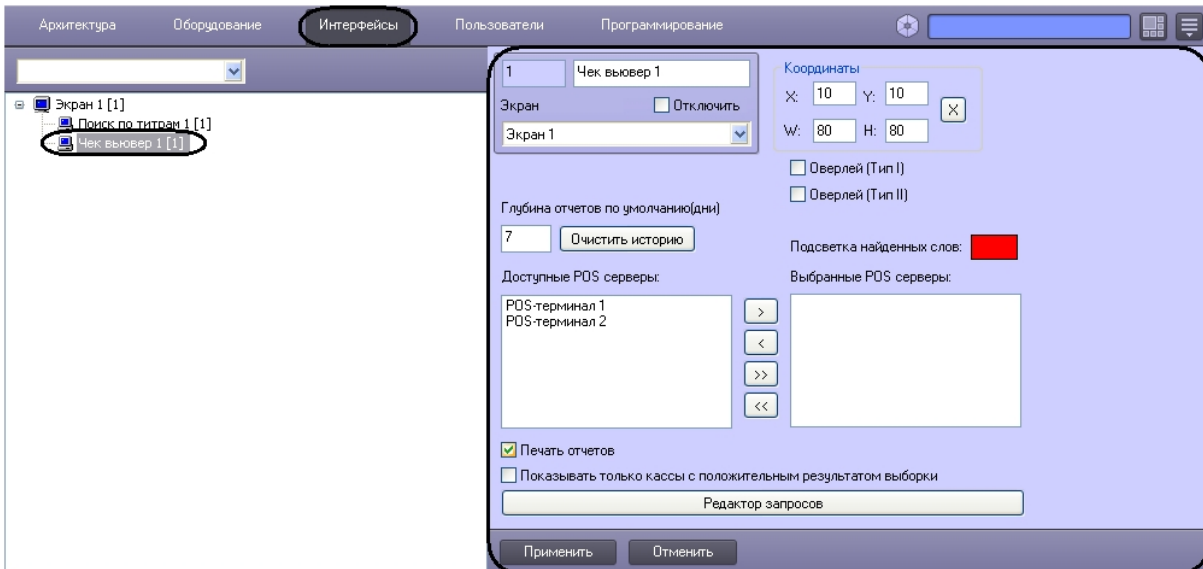 Архитектура Оборудование Интерфейсы Пользователи Программирование
Экран 1 [1]
Поиск по титрам 1 [1]
Чек вьювер 1 [1]
1 Чек вьювер 1
Экран Отключить
Экран 1
Координаты
X: 10 Y: 10 X
W: 80 H: 80
Оверлей (Тип I)
Оверлей (Тип II)
Глубина отчетов по умолчанию(дни)
7 Очистить историю
Подсветка найденных слов:
Доступные POS серверы: Выбранные POS серверы:
POS-терминал 1
POS-терминал 2
>
<
>>
<<
Печать отчетов
Показывать только кассы с положительным результатом выборки
Редактор запросов
Применить Отменить